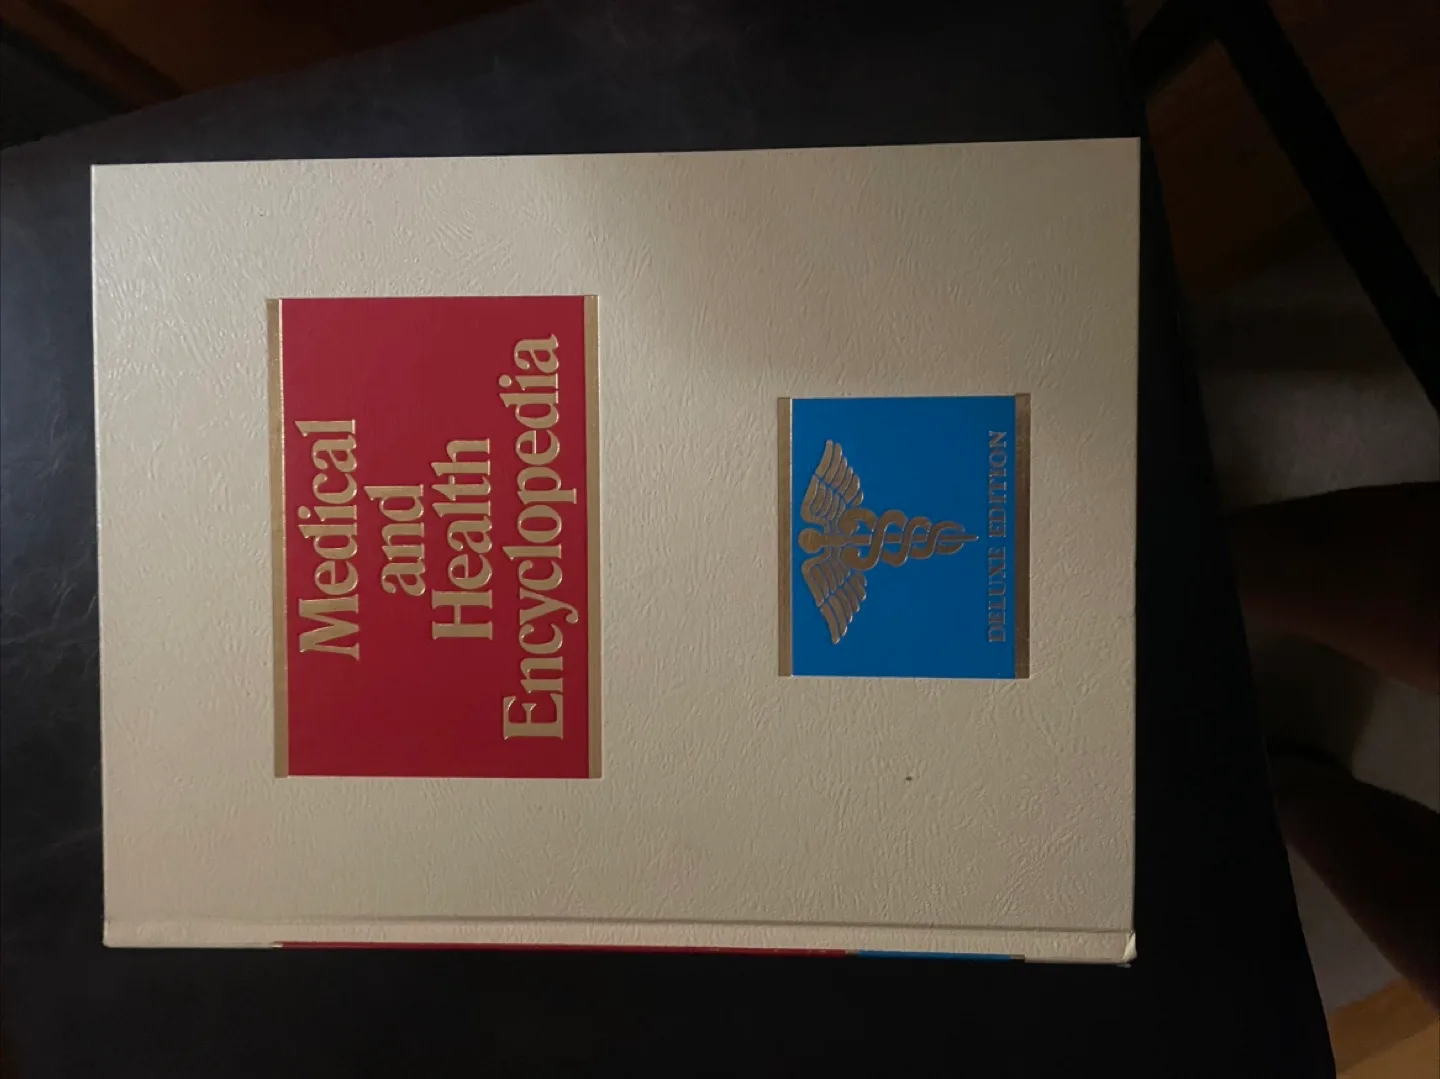 Medical
and
Health
Encyclopedia
DELUXE EDITION